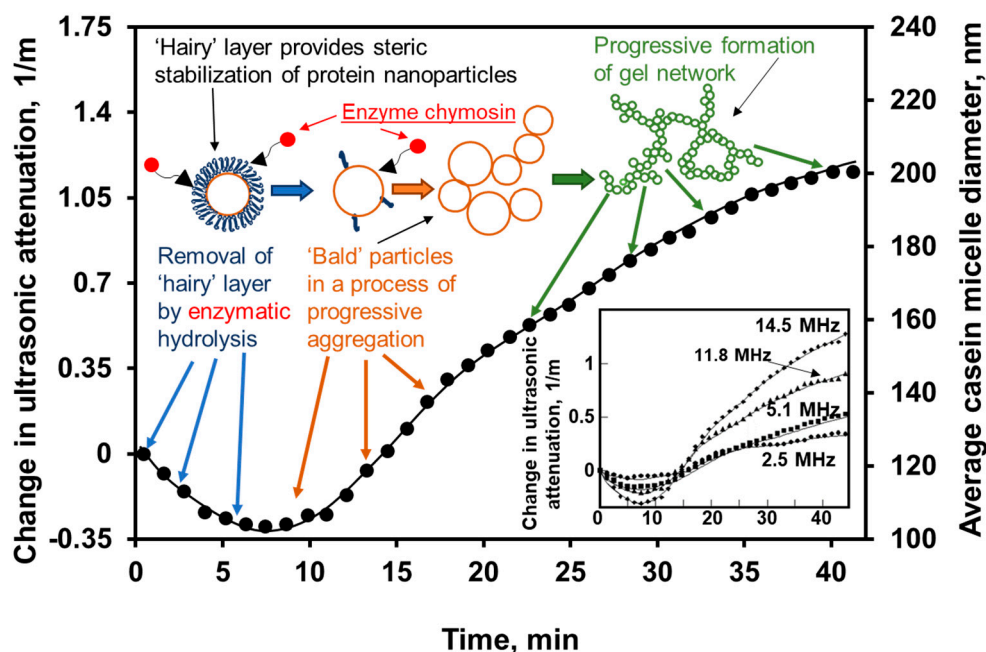 1.75
1.4
1.05
0.7
0.35
0
-0.35
Change in ultrasonic attenuation, 1/m
240
220
200
180
160
140
120
100
Average casein micelle diameter, nm
0
5
10
15
20
25
30
35
40
Time, min
‘Hairy’ layer provides steric
stabilization of protein nanoparticles
Enzyme chymosin
Progressive formation
of gel network
Removal of
‘hairy’ layer
by enzymatic
hydrolysis
‘Bald’ particles
in a process of
progressive
aggregation
Change in ultrasonic
attenuation, 1/m
1
0.5
0
14.5 MHz
11.8 MHz
5.1 MHz
2.5 MHz
0
10
20
30
40